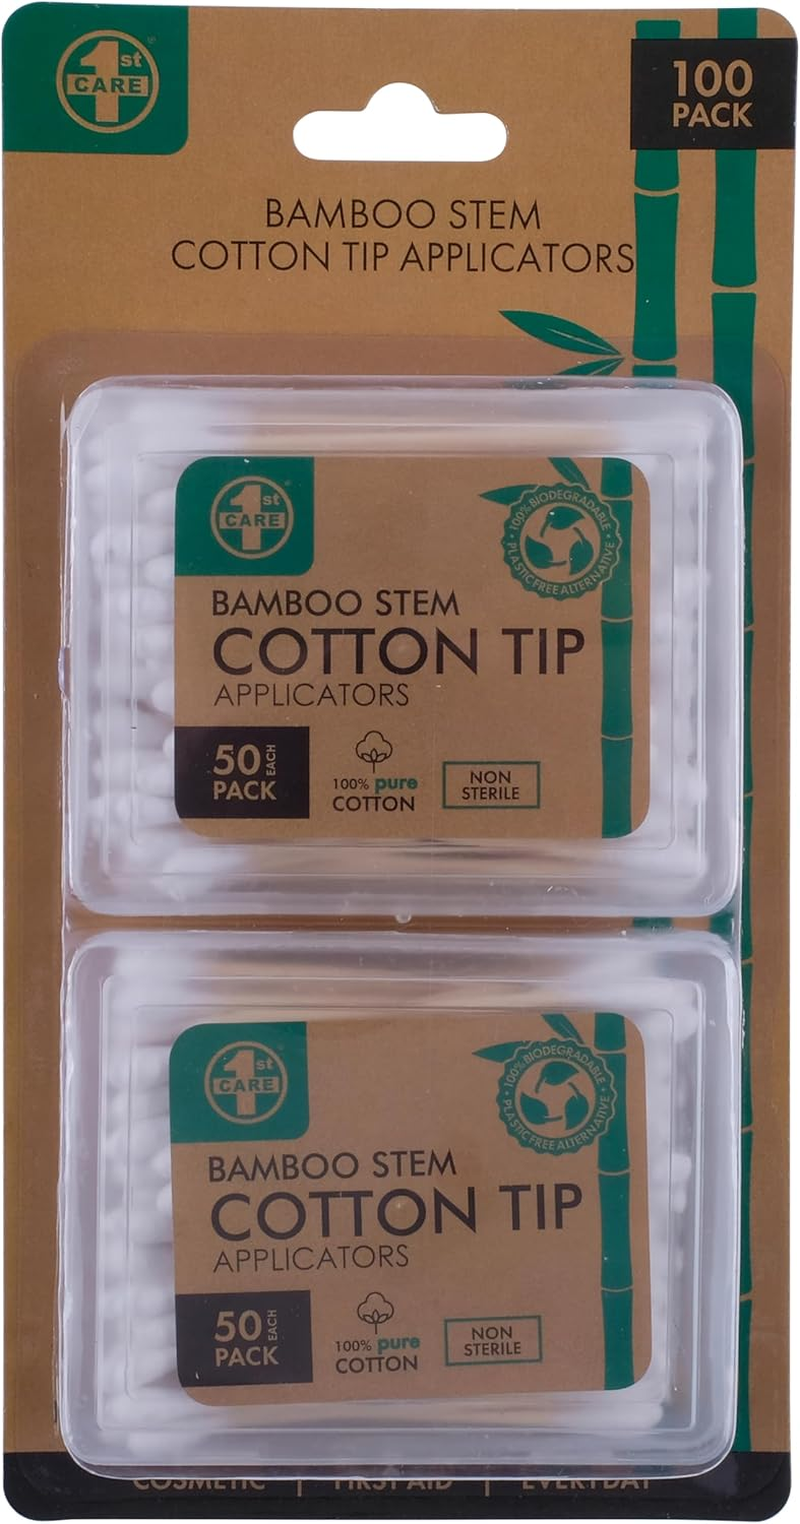 1st
CARE
100
PACK
BAMBOO STEM
COTTON TIP APPLICATORS
1st
CARE
100% BIODEGRADABLE
PLASTIC FREE ALTERNATIVE
BAMBOO STEM
COTTON TIP
APPLICATORS
50 EACH
PACK
100% pure
COTTON
NON
STERILE
1st
CARE
100% BIODEGRADABLE
PLASTIC FREE ALTERNATIVE
BAMBOO STEM
COTTON TIP
APPLICATORS
50 EACH
PACK
100% pure
COTTON
NON
STERILE
COSMETIC | FIRST AID | EVERYDAY